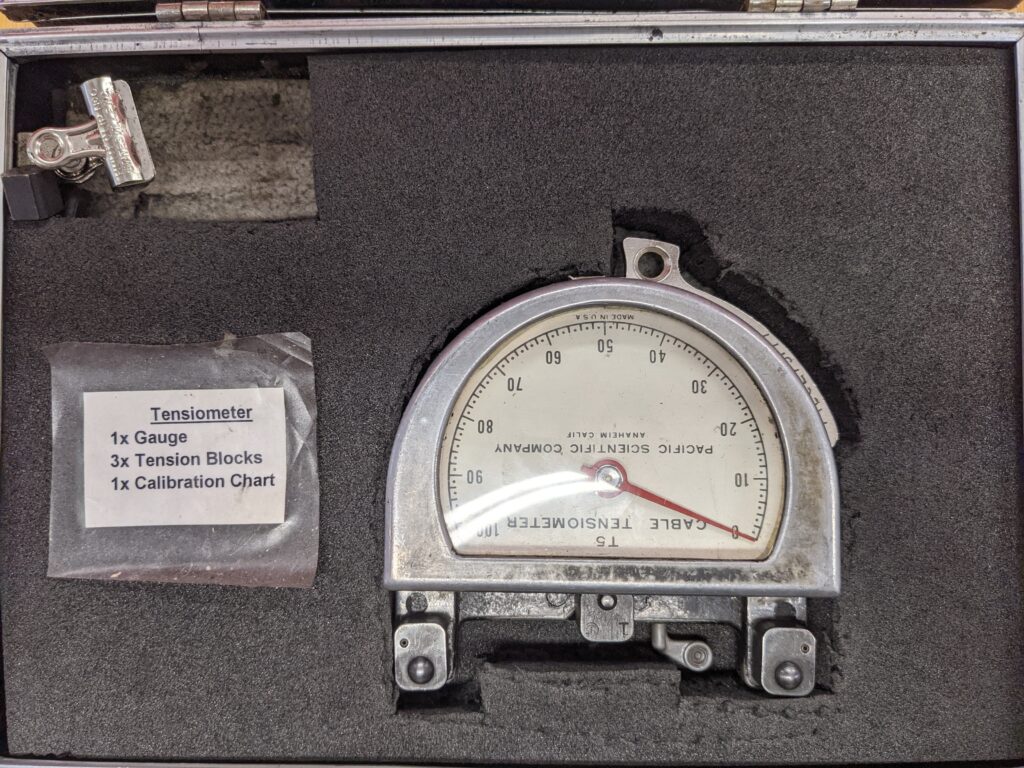 Tensiometer
1x Gauge
3x Tension Blocks
1x Calibration Chart
T5
CABLE TENSIOMETER
PACIFIC SCIENTIFIC COMPANY
ANAHEIM CALIF
MADE IN U.S.A
0 10 20 30 40 50 60 70 80 90 100
1